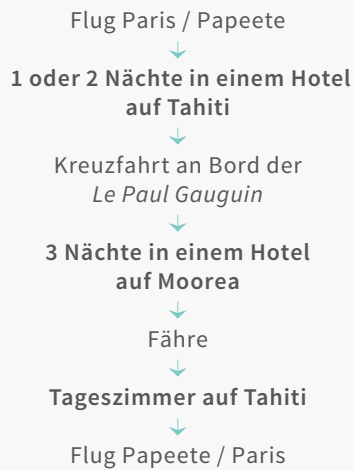 Flug Paris / Papeete
↓
1 oder 2 Nächte in einem Hotel
auf Tahiti
↓
Kreuzfahrt an Bord der
Le Paul Gauguin
↓
3 Nächte in einem Hotel
auf Moorea
↓
Fähre
↓
Tageszimmer auf Tahiti
↓
Flug Papeete / Paris